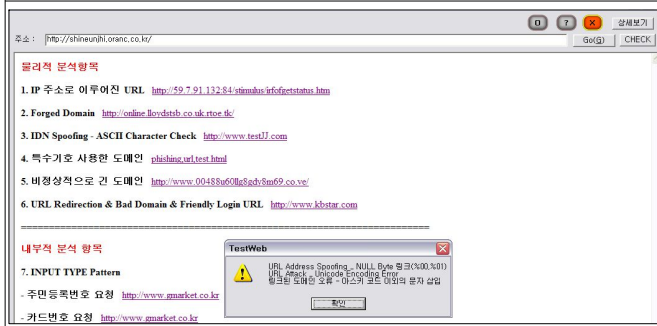 상세보기
주소 : http://shineunjhi.oranc.co.kr/ Go(G) CHECK
물리적 분석항목
1. IP 주소로 이루어진 URL http://59.7.91.132:84/stimulus/irfofgetstatus.htm
2. Forged Domain http://online.lloydstsb.co.uk.rtoe.tk/
3. IDN Spoofing - ASCII Character Check http://www.testJJ.com
4. 특수기호 사용한 도메인 phishing,url,test.html
5. 비정상적으로 긴 도메인 http://www.00488u60llg8gdy8m69.co.ve/
6. URL Redirection & Bad Domain & Friendly Login URL http://www.kbstar.com
내부적 분석 항목
7. INPUT TYPE Pattern
- 주민등록번호 요청 http://www.gmarket.co.kr
- 카드번호 요청 http://www.gmarket.co.kr
TestWeb
URL Address Spoofing _ NULL Byte 링크(%00,%01)
URL Attack _ Unicode Encoding Error
링크된 도메인 오류 - 아스키 코드 이외의 문자 삽입
확인